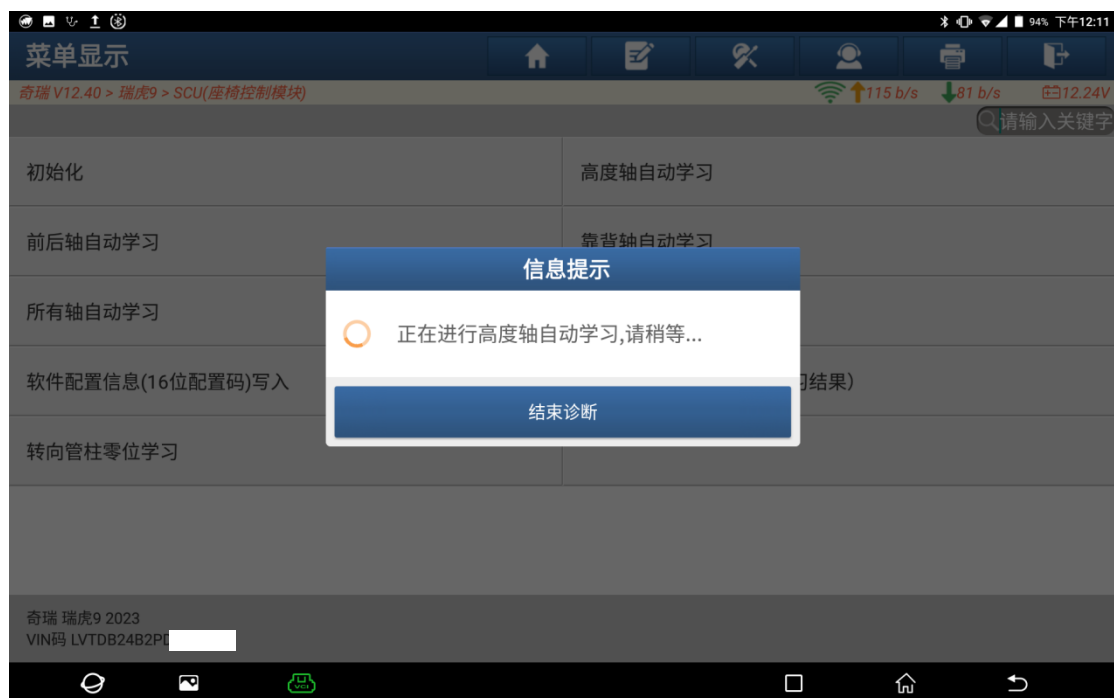 94% 下午12:11
菜单显示
奇瑞 V12.40 > 瑞虎9 > SCU(座椅控制模块)
115 b/s 81 b/s 12.24V
请输入关键字
初始化 高度轴自动学习
前后轴自动学习 靠背轴自动学习
信息提示
所有轴自动学习
正在进行高度轴自动学习,请稍等...
软件配置信息(16位配置码)写入 结果）
结束诊断
转向管柱零位学习
奇瑞 瑞虎9 2023
VIN码 LVTDB24B2P
VCI